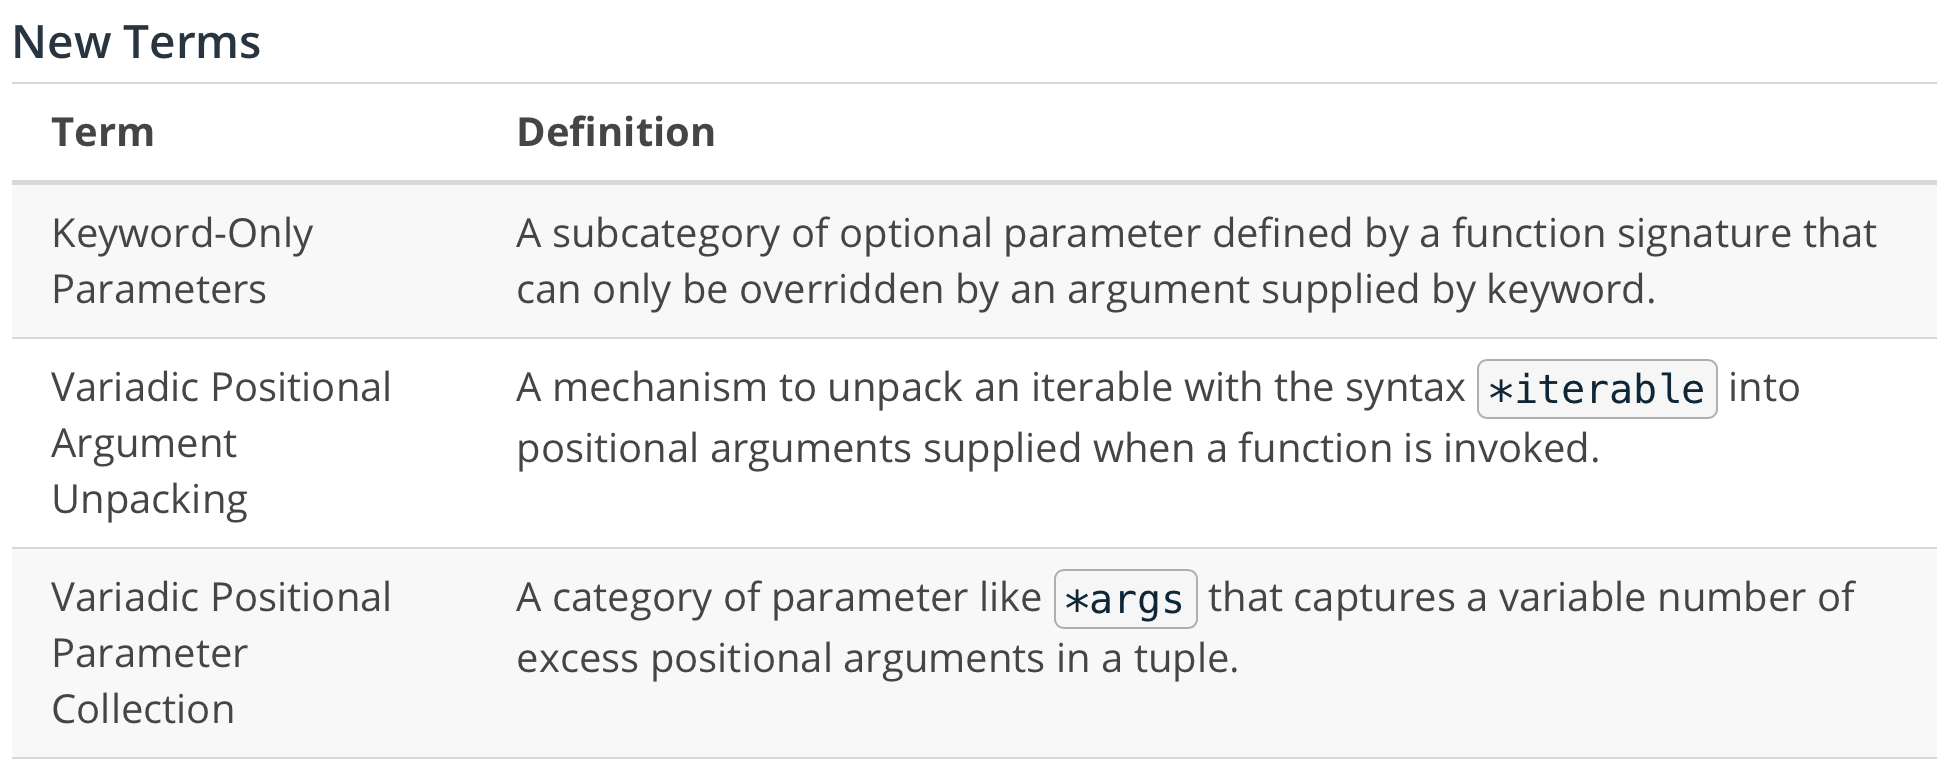 New Terms
Term Definition
Keyword-Only
Parameters
A subcategory of optional parameter defined by a function signature that
can only be overridden by an argument supplied by keyword.
Variadic Positional
Argument
Unpacking
A mechanism to unpack an iterable with the syntax *iterable into
positional arguments supplied when a function is invoked.
Variadic Positional
Parameter
Collection
A category of parameter like *args that captures a variable number of
excess positional arguments in a tuple.